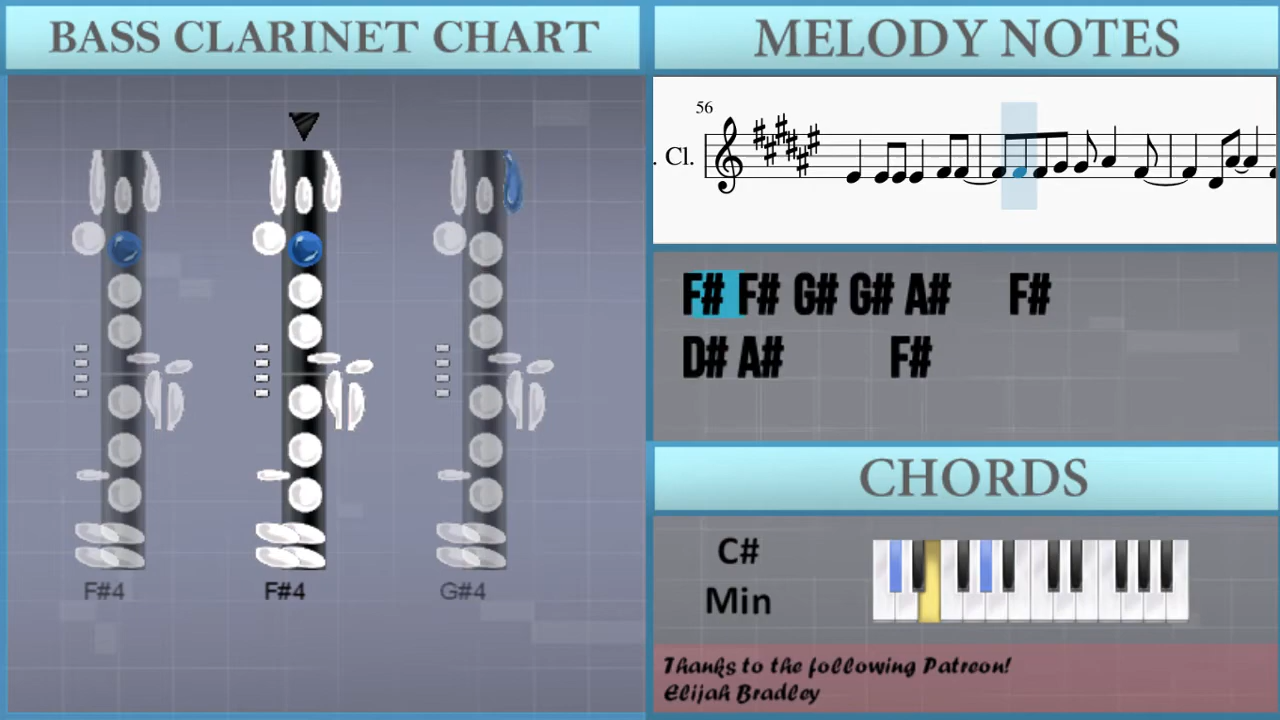 BASS CLARINET CHART
MELODY NOTES
56
. Cl.
F# F# G# G# A# F#
D# A# F#
F#4 F#4 G#4
CHORDS
C#
Min
Thanks to the following Patreon!
Elijah Bradley